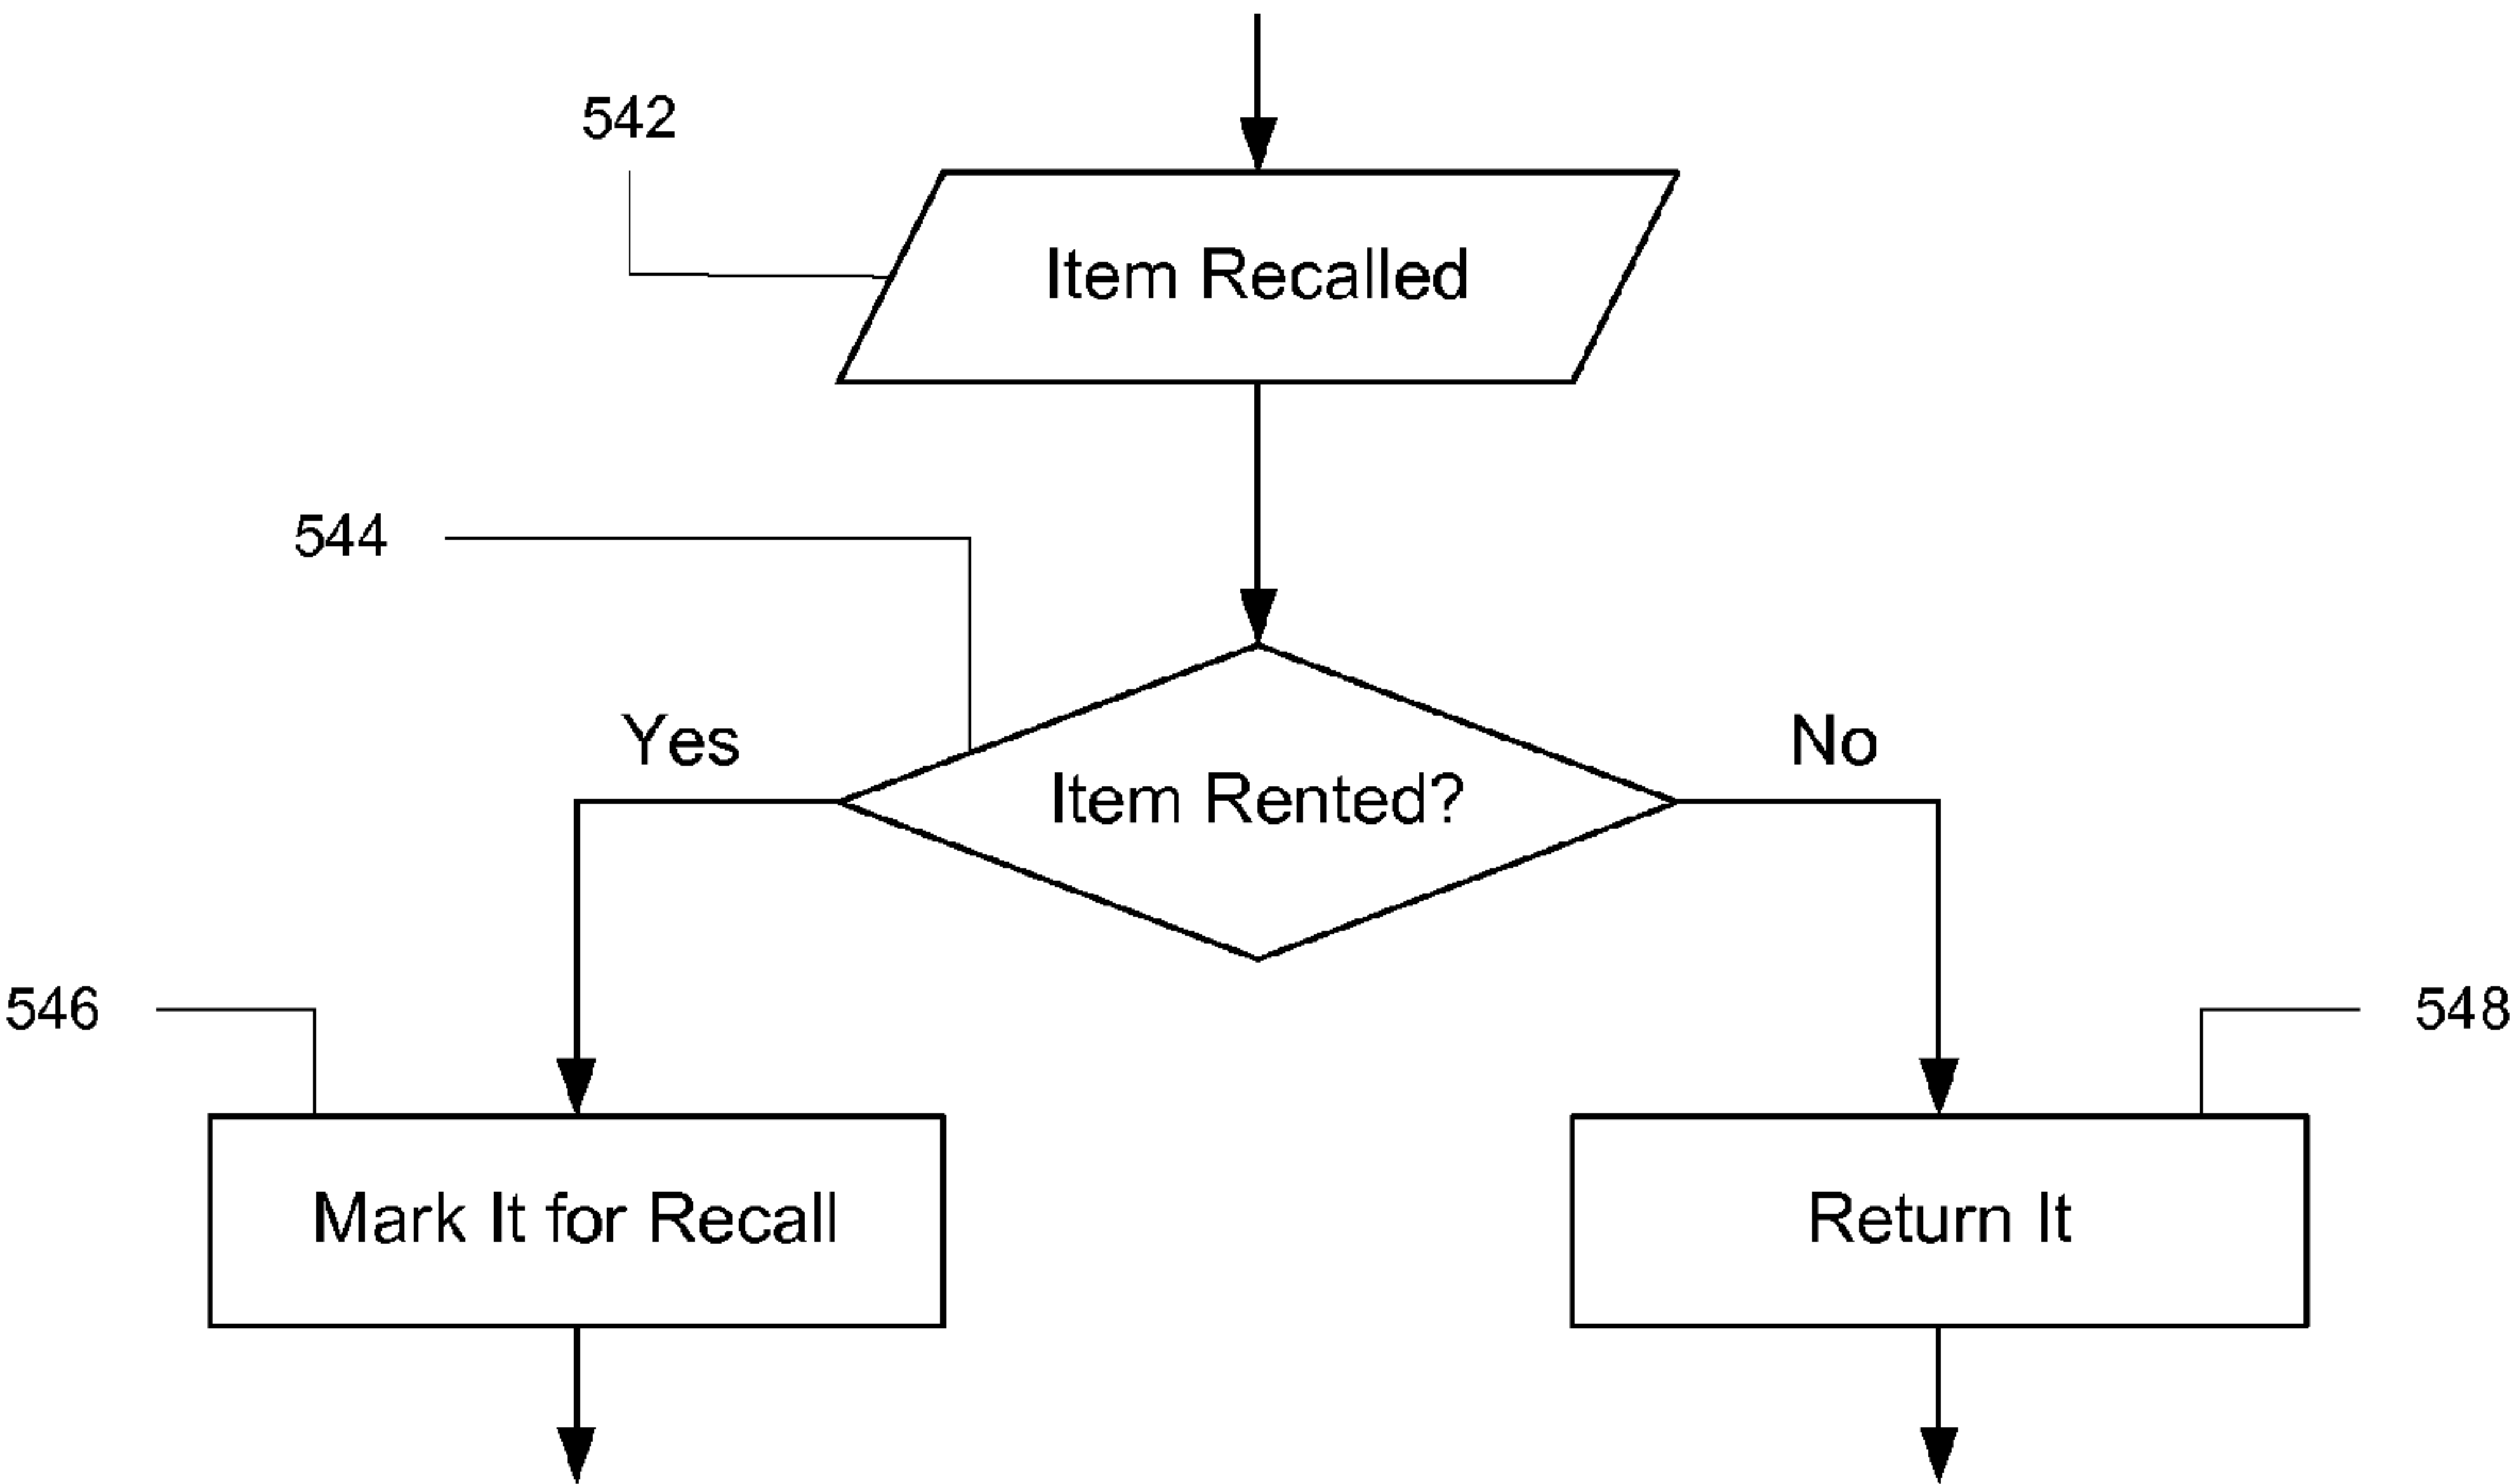 542
Item Recalled
544
Yes
No
Item Rented?
546
548
Mark It for Recall
Return It